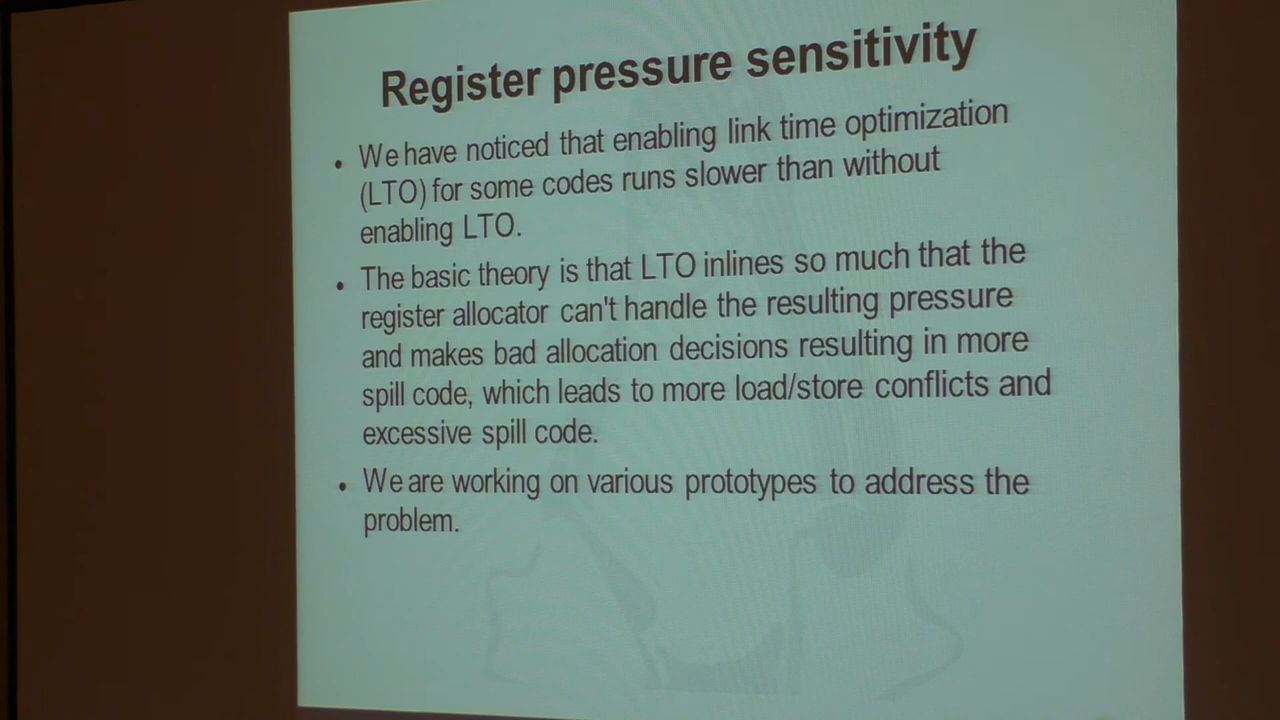 Register pressure sensitivity
• We have noticed that enabling link time optimization
(LTO) for some codes runs slower than without
enabling LTO.
• The basic theory is that LTO inlines so much that the
register allocator can't handle the resulting pressure
and makes bad allocation decisions resulting in more
spill code, which leads to more load/store conflicts and
excessive spill code.
• We are working on various prototypes to address the
problem.